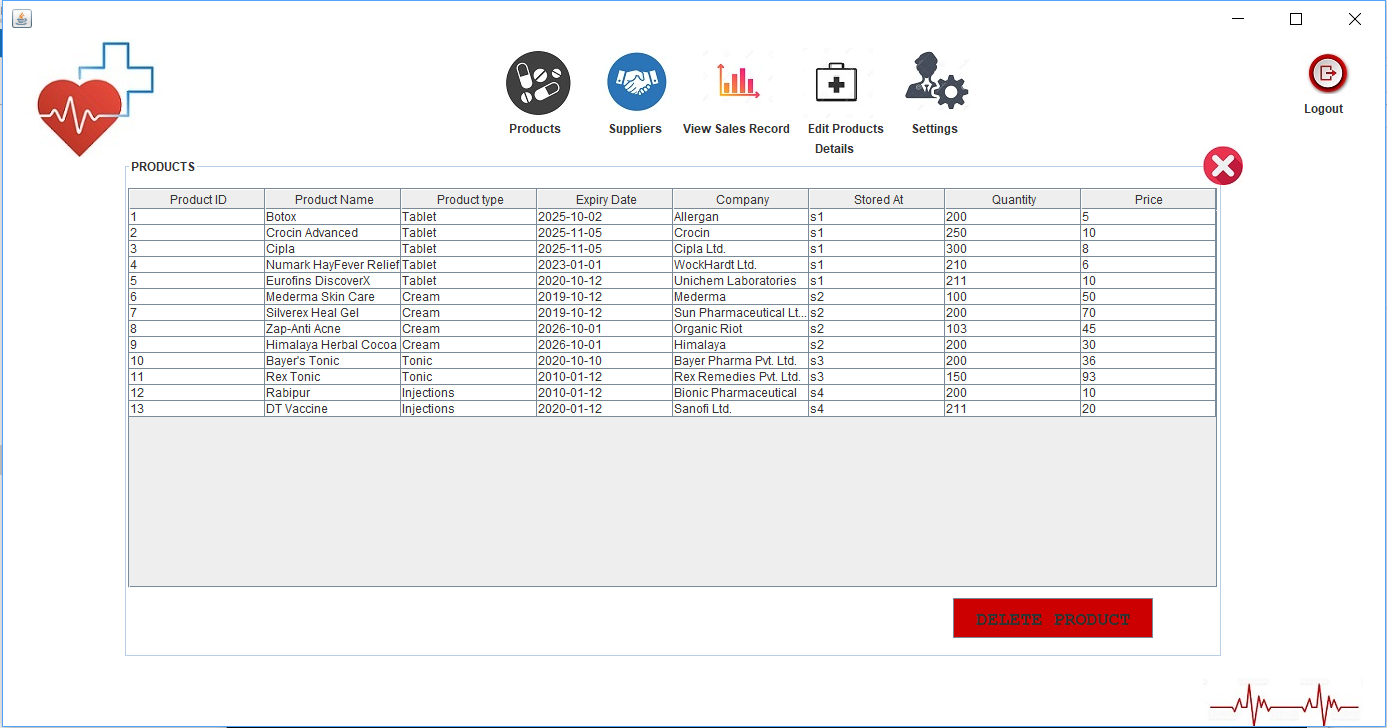 Products Suppliers View Sales Record Edit Products Details Settings
Logout
PRODUCTS
Product ID Product Name Product type Expiry Date Company Stored At Quantity Price
1 Botox Tablet 2025-10-02 Allergan s1 200 5
2 Crocin Advanced Tablet 2025-11-05 Crocin s1 250 10
3 Cipla Tablet 2025-11-05 Cipla Ltd. s1 300 8
4 Numark HayFever Relief Tablet 2023-01-01 WockHardt Ltd. s1 210 6
5 Eurofins DiscoverX Tablet 2020-10-12 Unichem Laboratories s1 211 10
6 Mederma Skin Care Cream 2019-10-12 Mederma s2 100 50
7 Silverex Heal Gel Cream 2019-10-12 Sun Pharmaceutical Lt... s2 200 70
8 Zap-Anti Acne Cream 2026-10-01 Organic Riot s2 103 45
9 Himalaya Herbal Cocoa Cream 2026-10-01 Himalaya s2 200 30
10 Bayer's Tonic Tonic 2020-10-10 Bayer Pharma Pvt. Ltd. s3 200 36
11 Rex Tonic Tonic 2010-01-12 Rex Remedies Pvt. Ltd. s3 150 93
12 Rabipur Injections 2010-01-12 Bionic Pharmaceutical s4 200 10
13 DT Vaccine Injections 2020-01-12 Sanofi Ltd. s4 211 20
DELETE PRODUCT